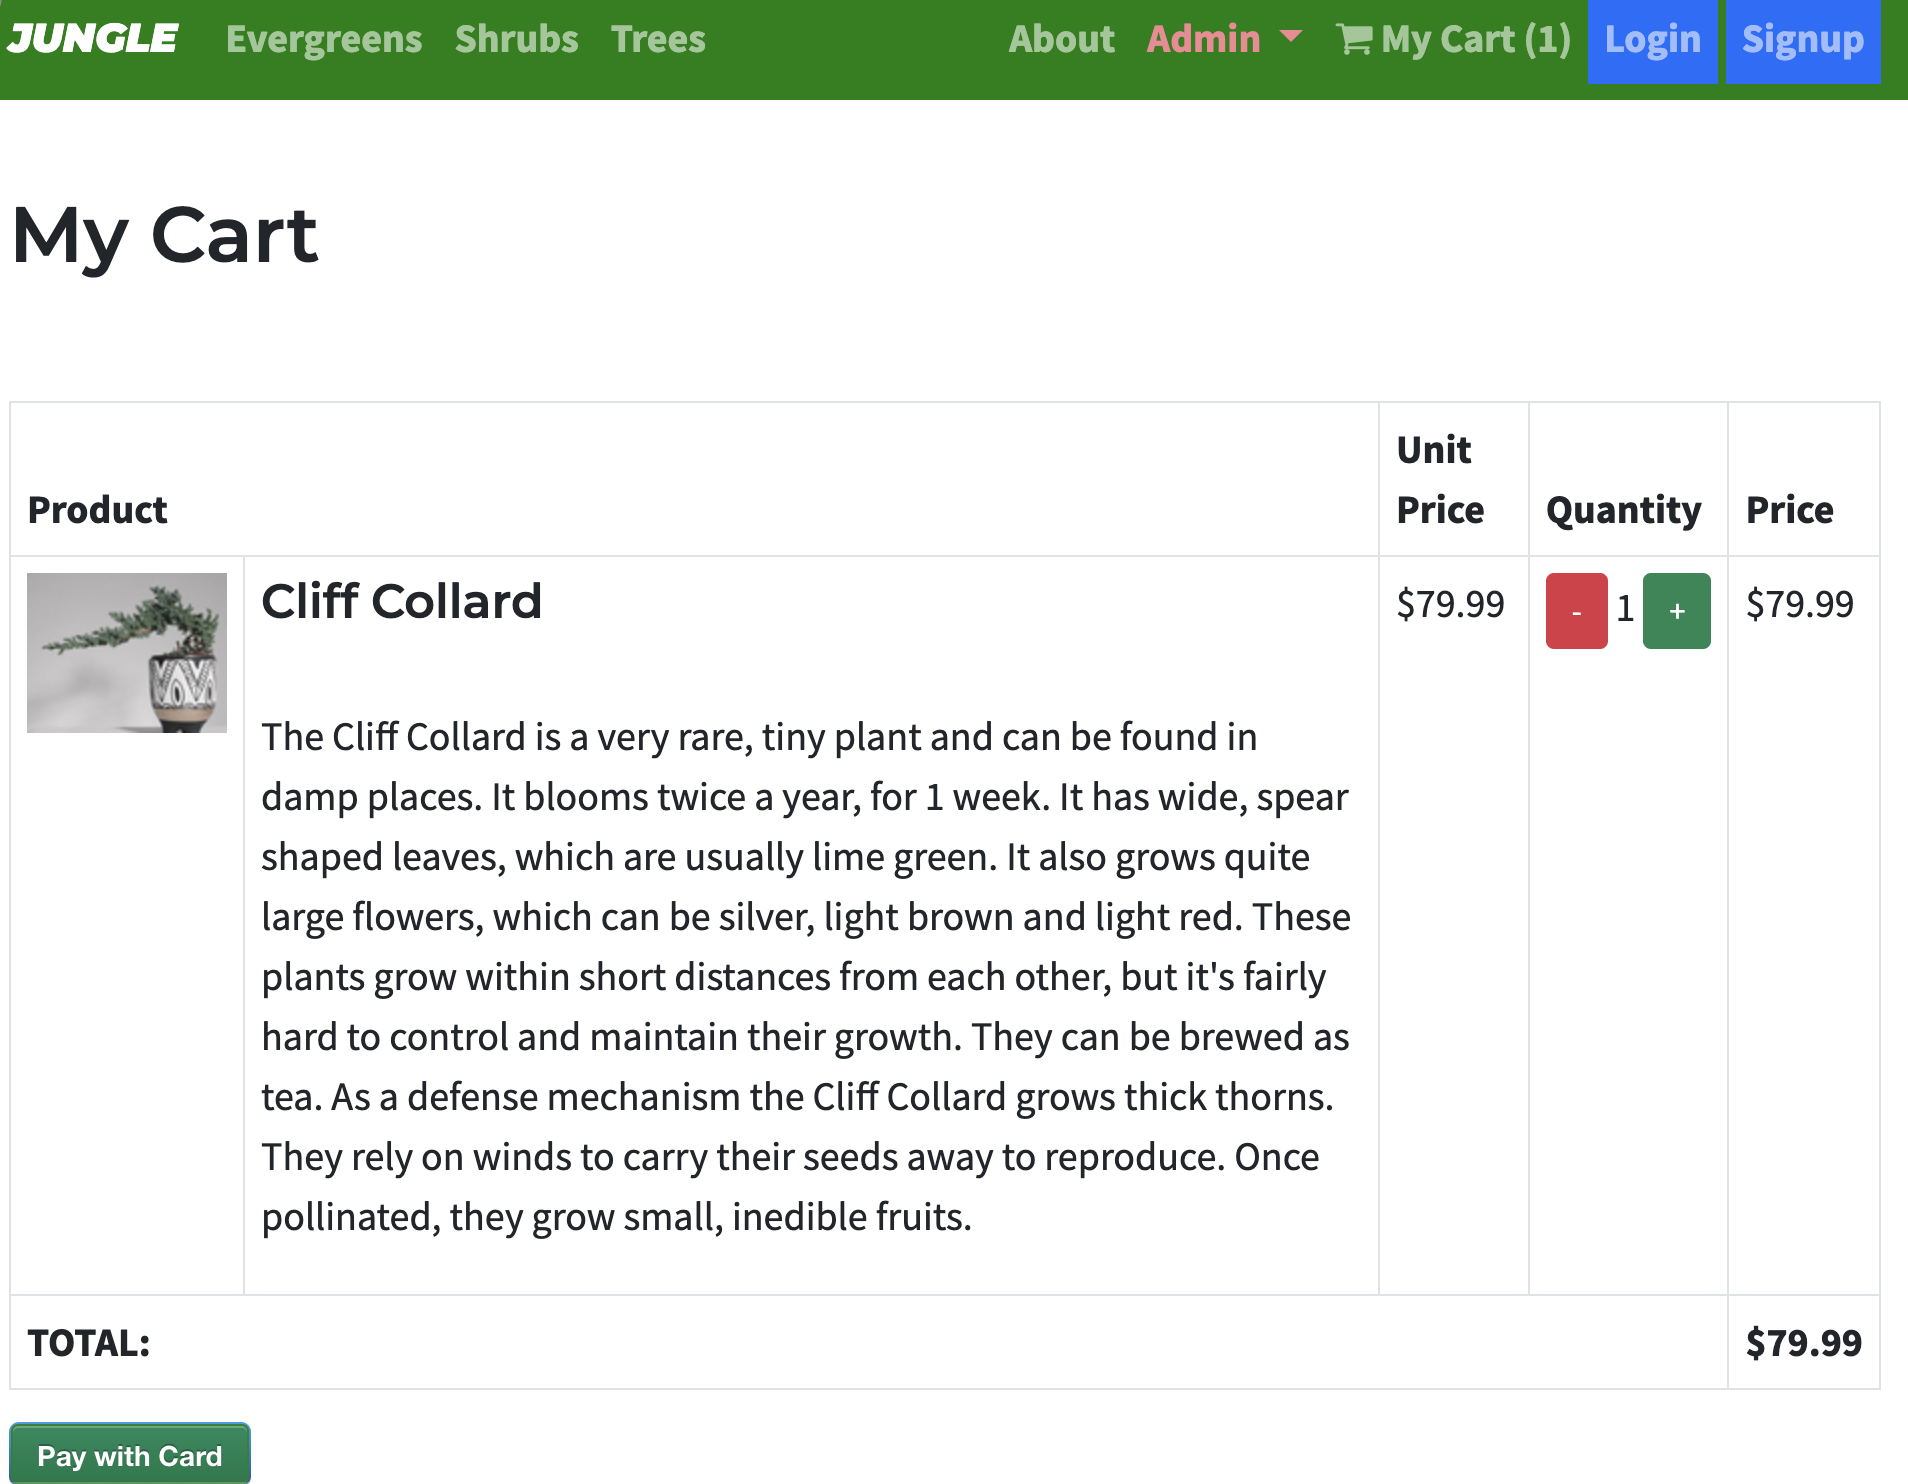 JUNGLE Evergreens Shrubs Trees About Admin My Cart (1) Login Signup
My Cart
Product Unit Price Quantity Price
Cliff Collard $79.99 - 1 + $79.99
The Cliff Collard is a very rare, tiny plant and can be found in
damp places. It blooms twice a year, for 1 week. It has wide, spear
shaped leaves, which are usually lime green. It also grows quite
large flowers, which can be silver, light brown and light red. These
plants grow within short distances from each other, but it's fairly
hard to control and maintain their growth. They can be brewed as
tea. As a defense mechanism the Cliff Collard grows thick thorns.
They rely on winds to carry their seeds away to reproduce. Once
pollinated, they grow small, inedible fruits.
TOTAL: $79.99
Pay with Card